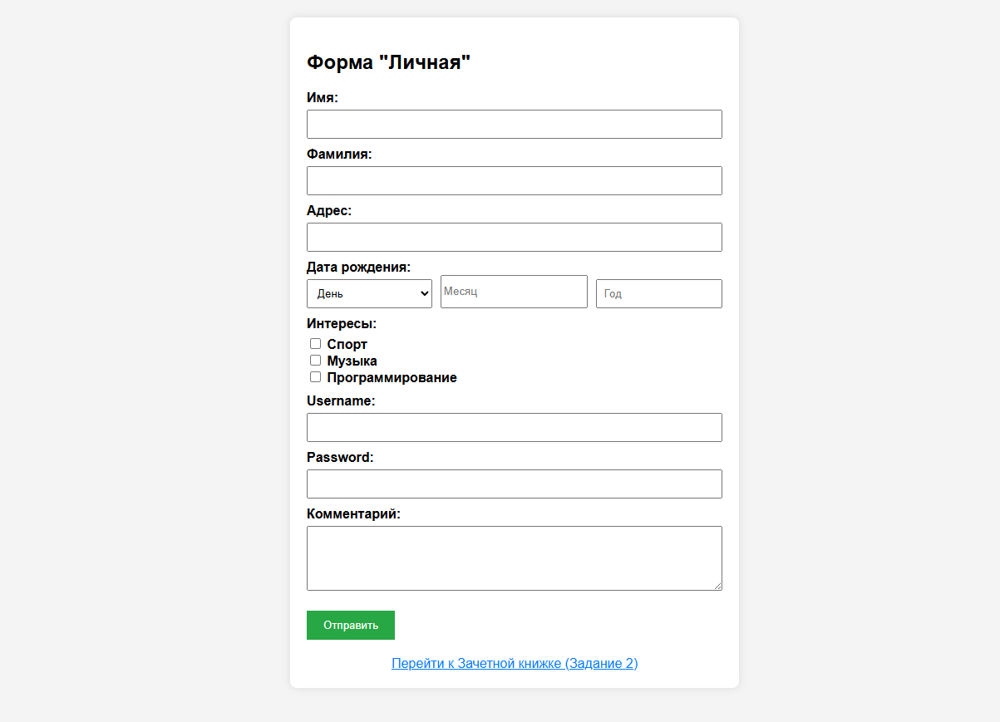 Форма "Личная"
Имя:
Фамилия:
Адрес:
Дата рождения:
День Месяц Год
Интересы:
Спорт
Музыка
Программирование
Username:
Password:
Комментарий:
Отправить
Перейти к Зачетной книжке (Задание 2)